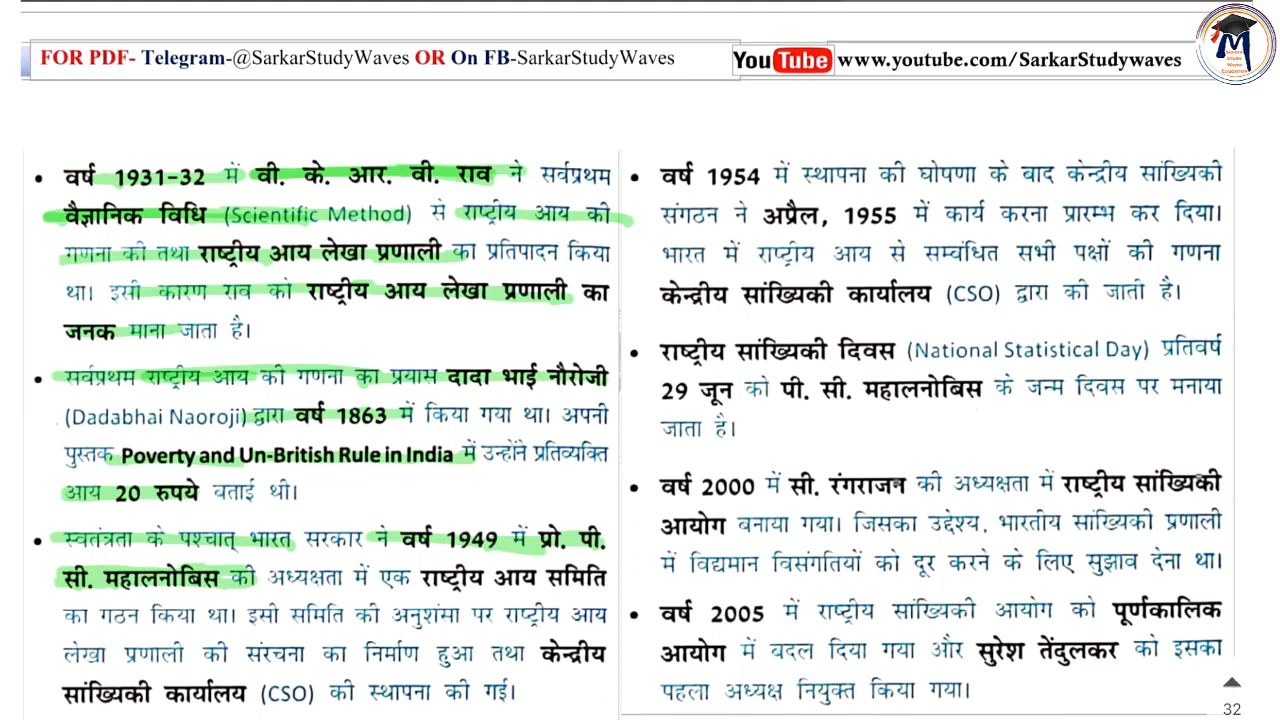 FOR PDF- Telegram-@SarkarStudyWaves OR On FB-SarkarStudyWaves
YouTube www.youtube.com/SarkarStudywaves
SARKAR
STUDY
WAVES
EDUCATION
• वर्ष 1931-32 में वी. के. आर. वी. राव ने सर्वप्रथम
वैज्ञानिक विधि (Scientific Method) से राष्ट्रीय आय की
गणना की तथा राष्ट्रीय आय लेखा प्रणाली का प्रतिपादन किया
था। इसी कारण राव को राष्ट्रीय आय लेखा प्रणाली का
जनक माना जाता है।
• सर्वप्रथम राष्ट्रीय आय की गणना का प्रयास दादा भाई नौरोजी
(Dadabhai Naoroji) द्वारा वर्ष 1863 में किया गया था। अपनी
पुस्तक Poverty and Un-British Rule in India में उन्होंने प्रतिव्यक्ति
आय 20 रुपये बताई थी।
• स्वतंत्रता के पश्चात् भारत सरकार ने वर्ष 1949 में प्रो. पी.
सी. महालनोबिस की अध्यक्षता में एक राष्ट्रीय आय समिति
का गठन किया था। इसी समिति की अनुशंसा पर राष्ट्रीय आय
लेखा प्रणाली की संरचना का निर्माण हुआ तथा केन्द्रीय
सांख्यिकी कार्यालय (CSO) की स्थापना की गई।
• वर्ष 1954 में स्थापना की घोषणा के बाद केन्द्रीय सांख्यिकी
संगठन ने अप्रैल, 1955 में कार्य करना प्रारम्भ कर दिया।
भारत में राष्ट्रीय आय से सम्बंधित सभी पक्षों की गणना
केन्द्रीय सांख्यिकी कार्यालय (CSO) द्वारा की जाती है।
• राष्ट्रीय सांख्यिकी दिवस (National Statistical Day) प्रतिवर्ष
29 जून को पी. सी. महालनोबिस के जन्म दिवस पर मनाया
जाता है।
• वर्ष 2000 में सी. रंगराजन की अध्यक्षता में राष्ट्रीय सांख्यिकी
आयोग बनाया गया। जिसका उद्देश्य, भारतीय सांख्यिकी प्रणाली
में विद्यमान विसंगतियों को दूर करने के लिए सुझाव देना था।
• वर्ष 2005 में राष्ट्रीय सांख्यिकी आयोग को पूर्णकालिक
आयोग में बदल दिया गया और सुरेश तेंदुलकर को इसका
पहला अध्यक्ष नियुक्त किया गया।
32